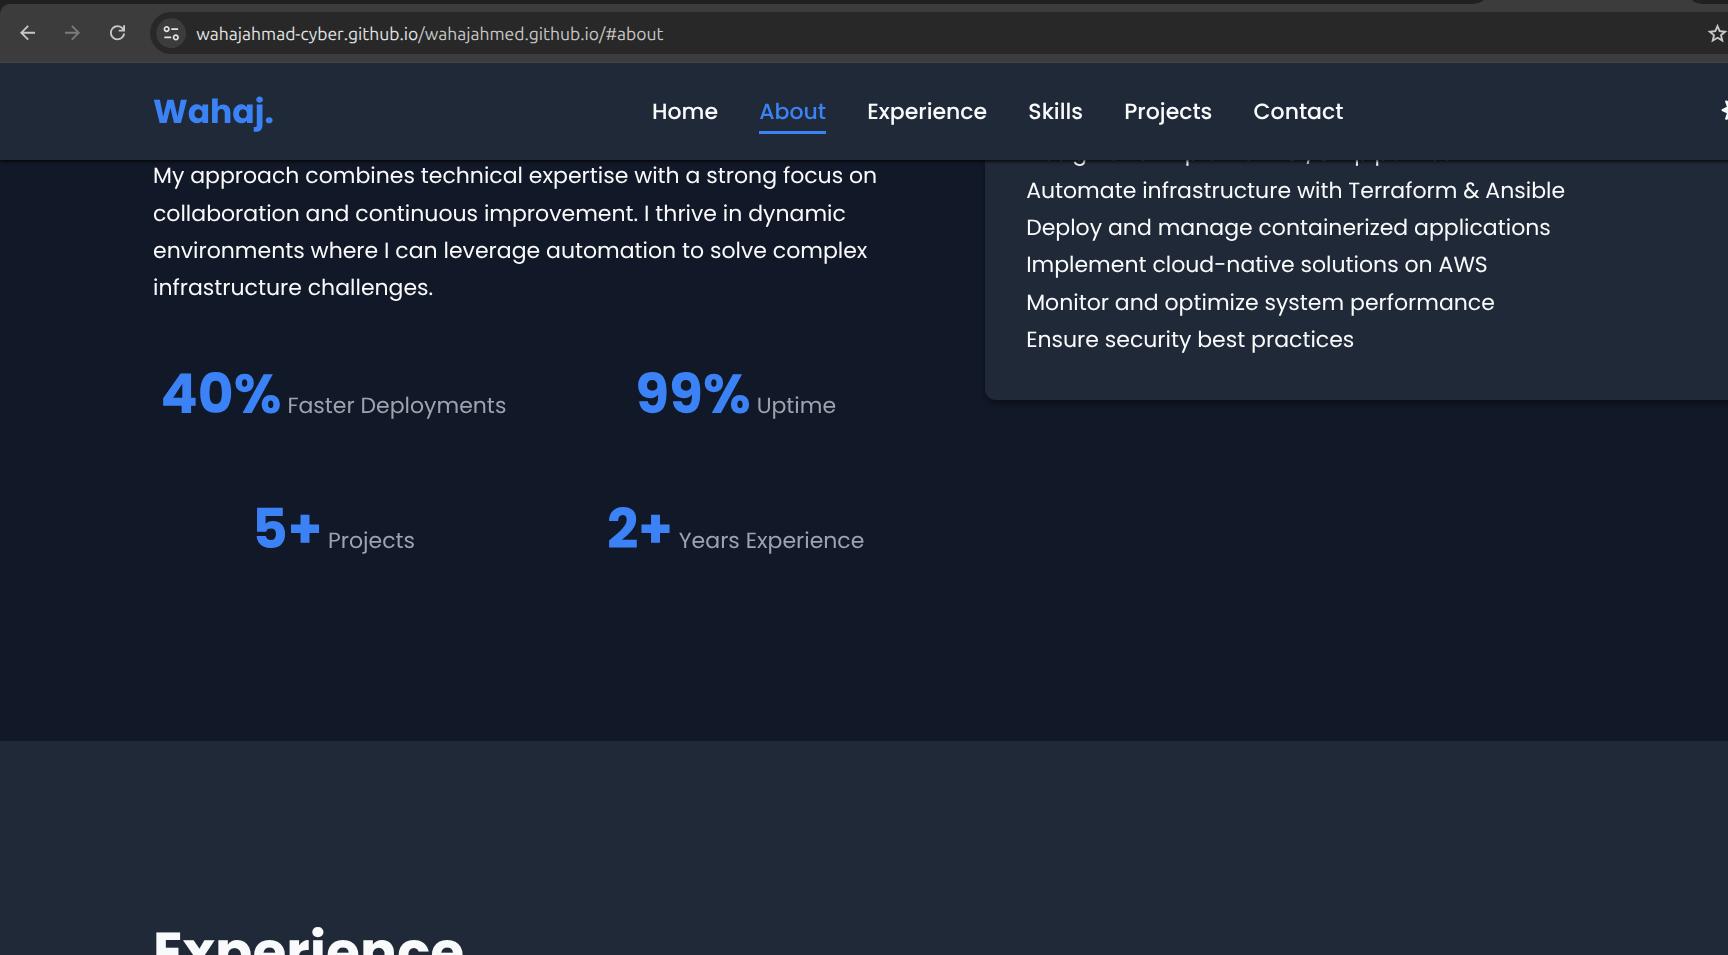 wahajahmad-cyber.github.io/wahajahmed.github.io/#about
Wahaj.
Home About Experience Skills Projects Contact
My approach combines technical expertise with a strong focus on
collaboration and continuous improvement. I thrive in dynamic
environments where I can leverage automation to solve complex
infrastructure challenges.
40% Faster Deployments
99% Uptime
5+ Projects
2+ Years Experience
Automate infrastructure with Terraform & Ansible
Deploy and manage containerized applications
Implement cloud-native solutions on AWS
Monitor and optimize system performance
Ensure security best practices
Experience